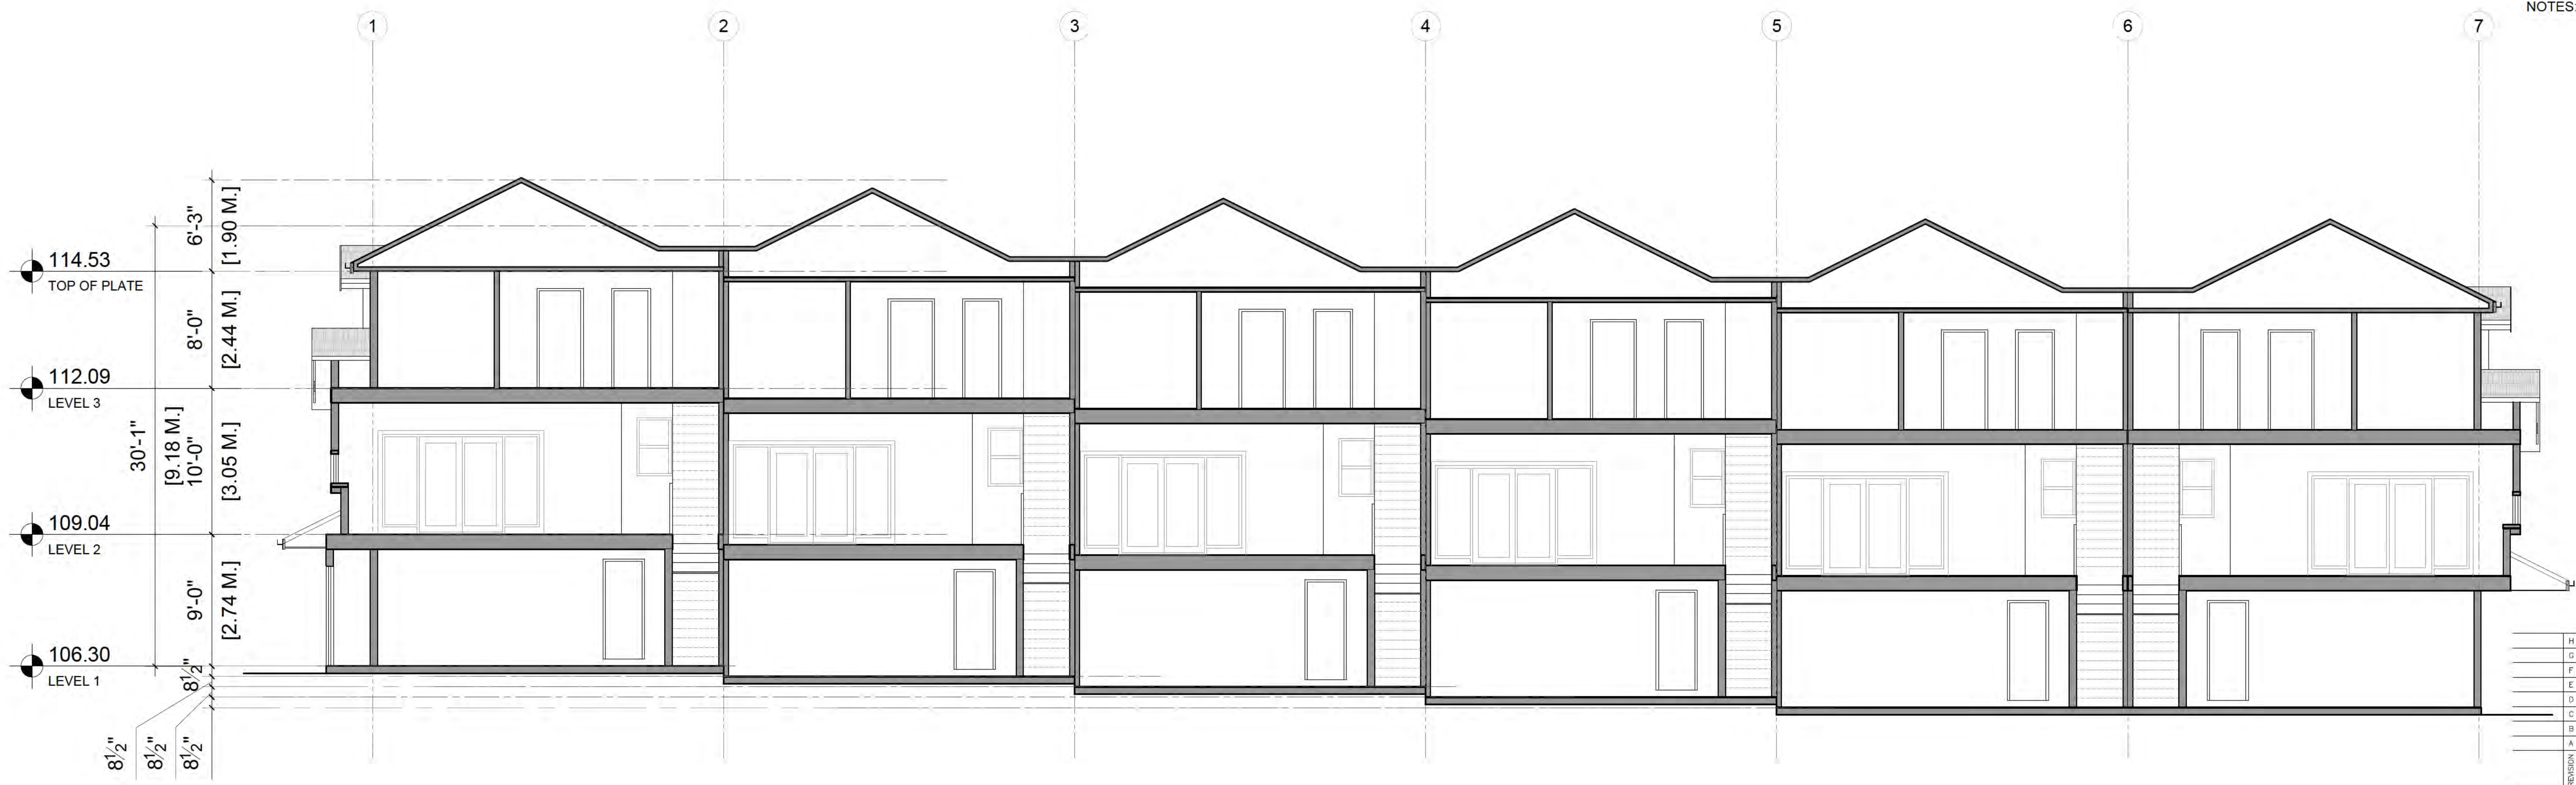 NOTES:
1
2
3
4
5
6
7
6'-3"
[1.90 M.]
114.53
TOP OF PLATE
8'-0"
[2.44 M.]
112.09
LEVEL 3
30'-1"
[9.18 M.]
10'-0"
[3.05 M.]
109.04
LEVEL 2
9'-0"
[2.74 M.]
106.30
LEVEL 1
8½"
8½"
8½"
8½"
H
G
F
E
D
C
B
A
REVISION